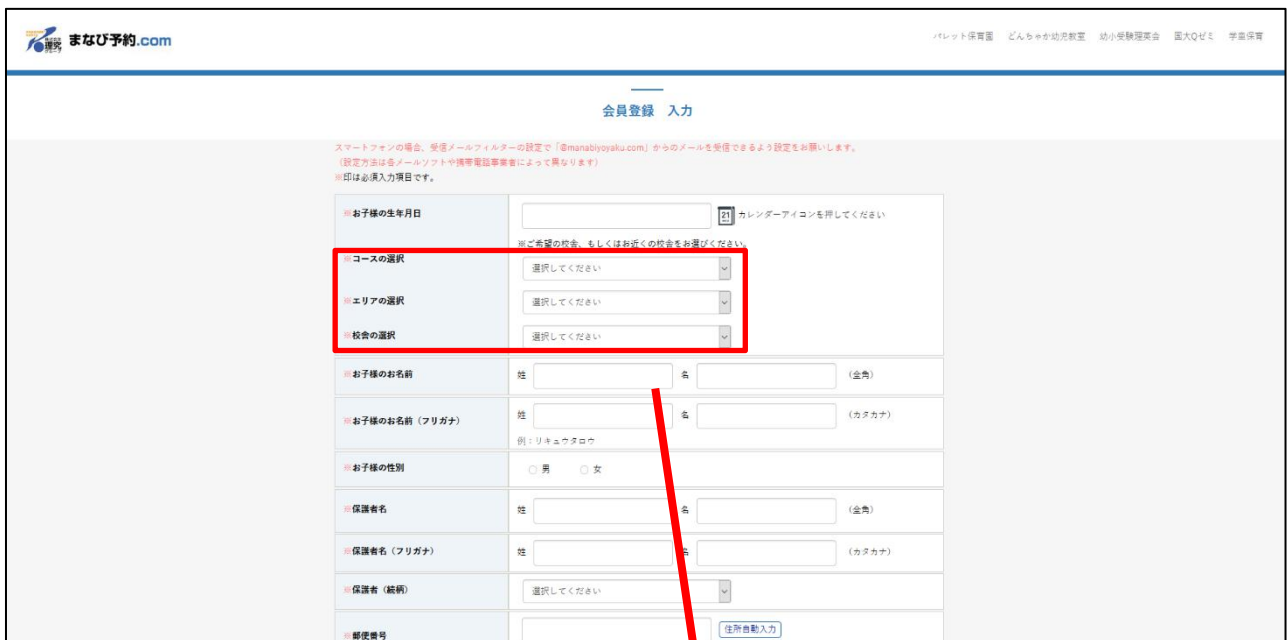 株式会社
理究
グループ
まなび予約.com
パレット保育園 どんちゃか幼児教室 幼小受験理英会 国大Qゼミ 学童保育
会員登録 入力
スマートフォンの場合、受信メールフィルターの設定で「@manabiyoyaku.com」からのメールを受信できるよう設定をお願いします。
(設定方法は各メールソフトや携帯電話事業者によって異なります)
※印は必須入力項目です。
※お子様の生年月日
21 カレンダーアイコンを押してください
※ご希望の校舎、もしくはお近くの校舎をお選びください。
※コースの選択 選択してください
※エリアの選択 選択してください
※校舎の選択 選択してください
※お子様のお名前 姓 名 (全角)
※お子様のお名前(フリガナ) 姓 名 (カタカナ)
例:リキュウタロウ
※お子様の性別 男 女
※保護者名 姓 名 (全角)
※保護者名(フリガナ) 姓 名 (カタカナ)
※保護者(続柄) 選択してください
※郵便番号 住所自動入力